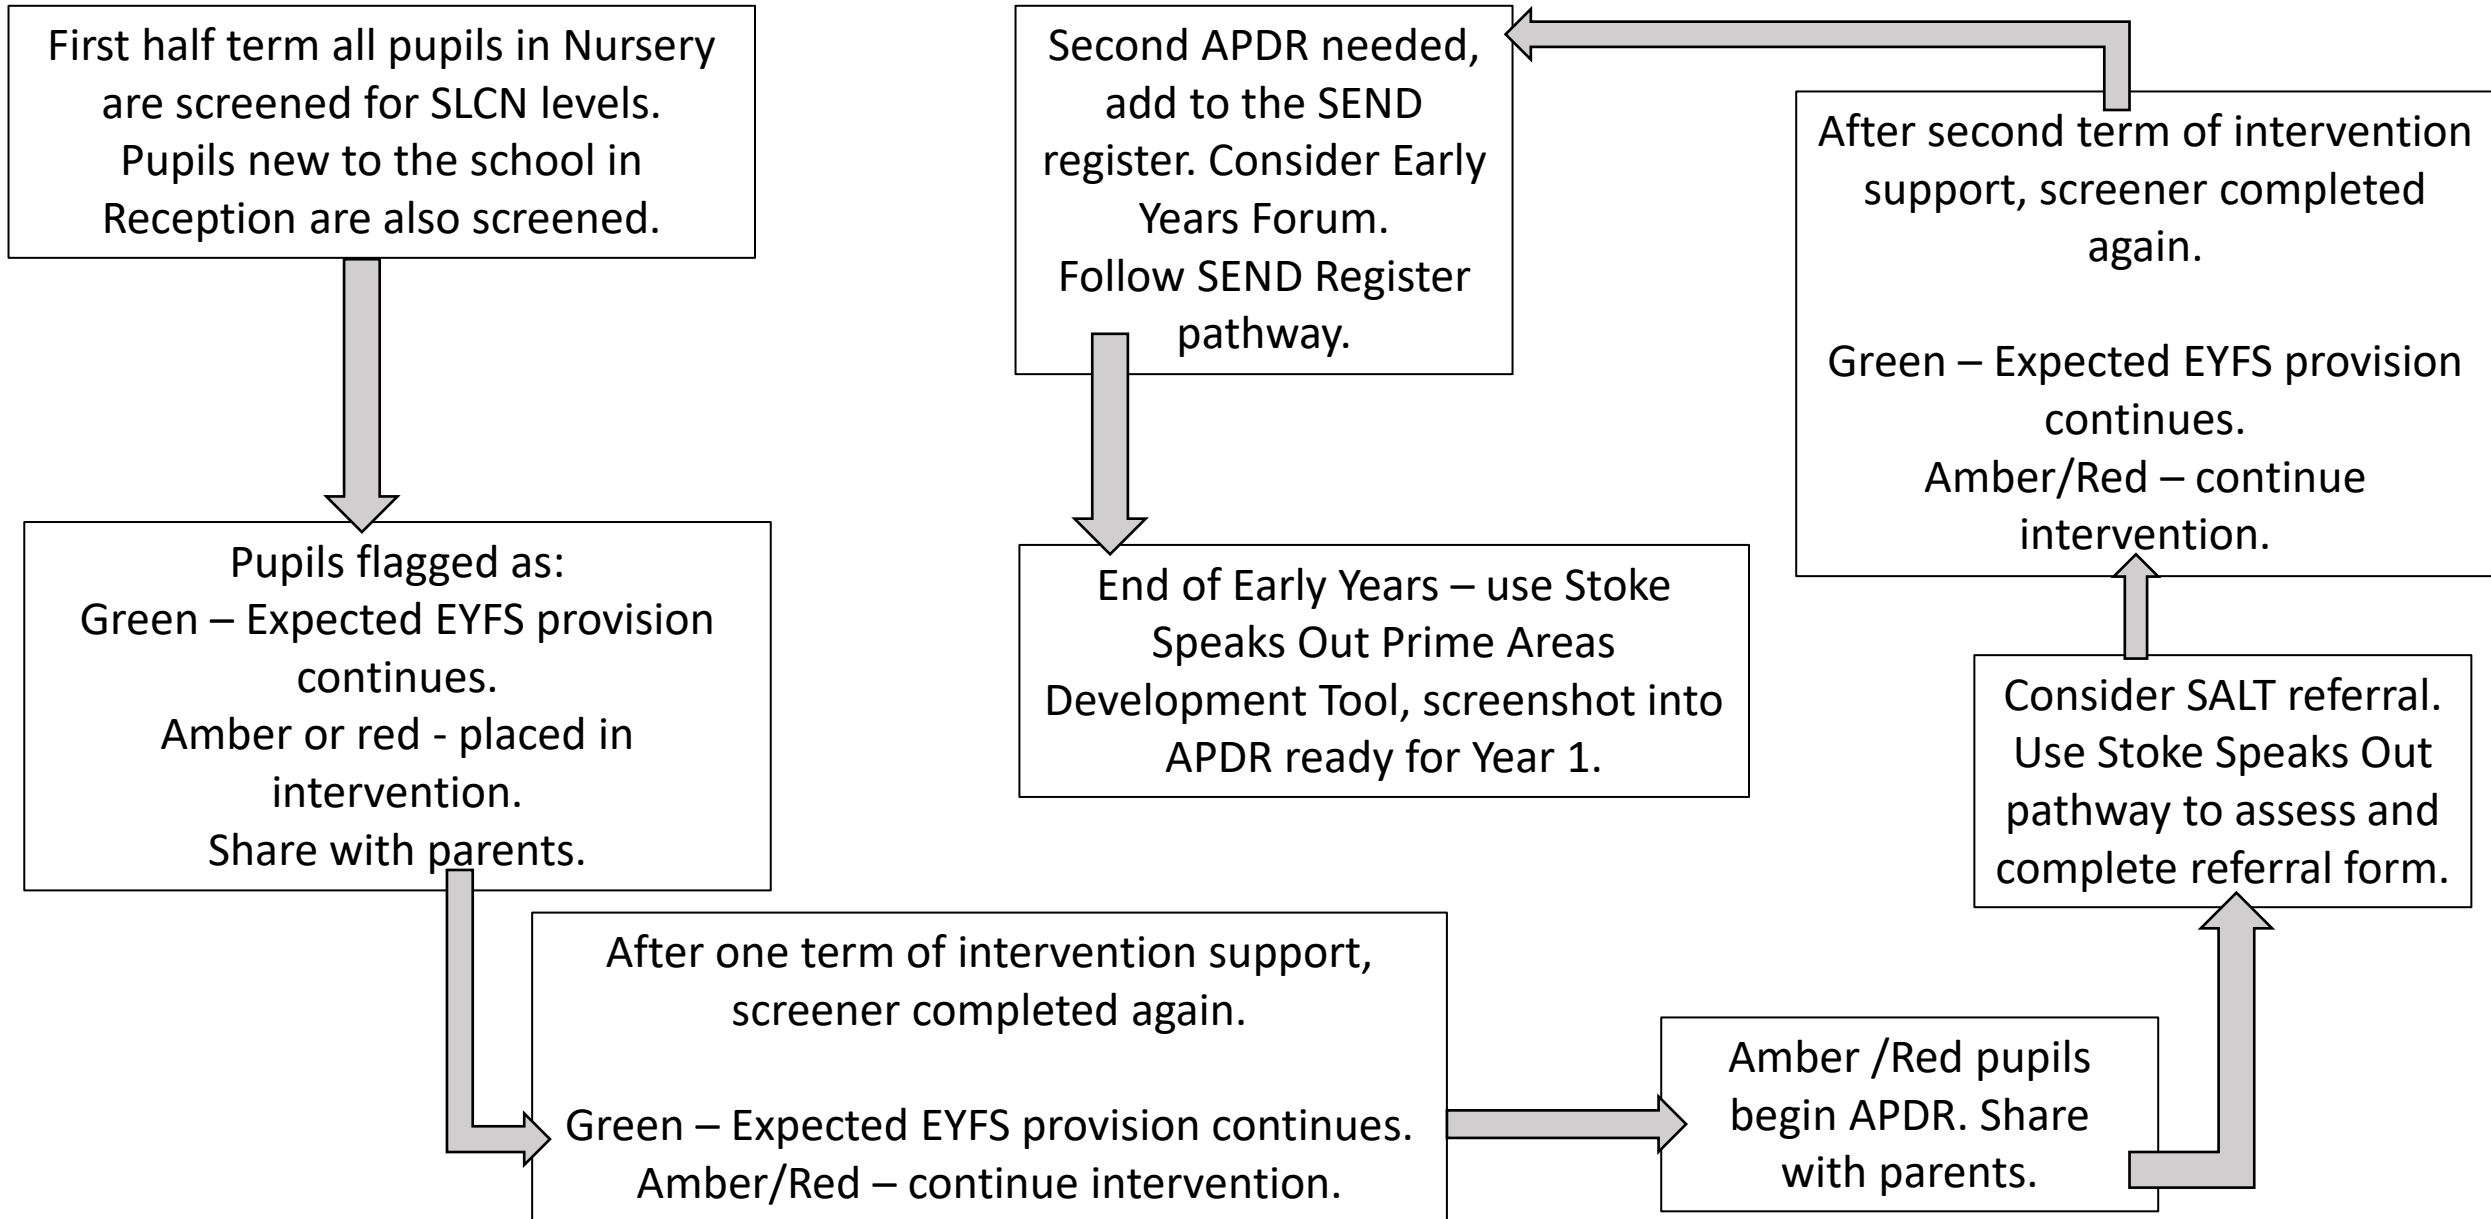 First half term all pupils in Nursery
are screened for SLCN levels.
Pupils new to the school in
Reception are also screened.
Pupils flagged as:
Green – Expected EYFS provision
continues.
Amber or red - placed in
intervention.
Share with parents.
After one term of intervention support,
screener completed again.
Green – Expected EYFS provision continues.
Amber/Red – continue intervention.
Amber /Red pupils
begin APDR. Share
with parents.
Consider SALT referral.
Use Stoke Speaks Out
pathway to assess and
complete referral form.
After second term of intervention
support, screener completed
again.
Green – Expected EYFS provision
continues.
Amber/Red – continue
intervention.
Second APDR needed,
add to the SEND
register. Consider Early
Years Forum.
Follow SEND Register
pathway.
End of Early Years – use Stoke
Speaks Out Prime Areas
Development Tool, screenshot into
APDR ready for Year 1.